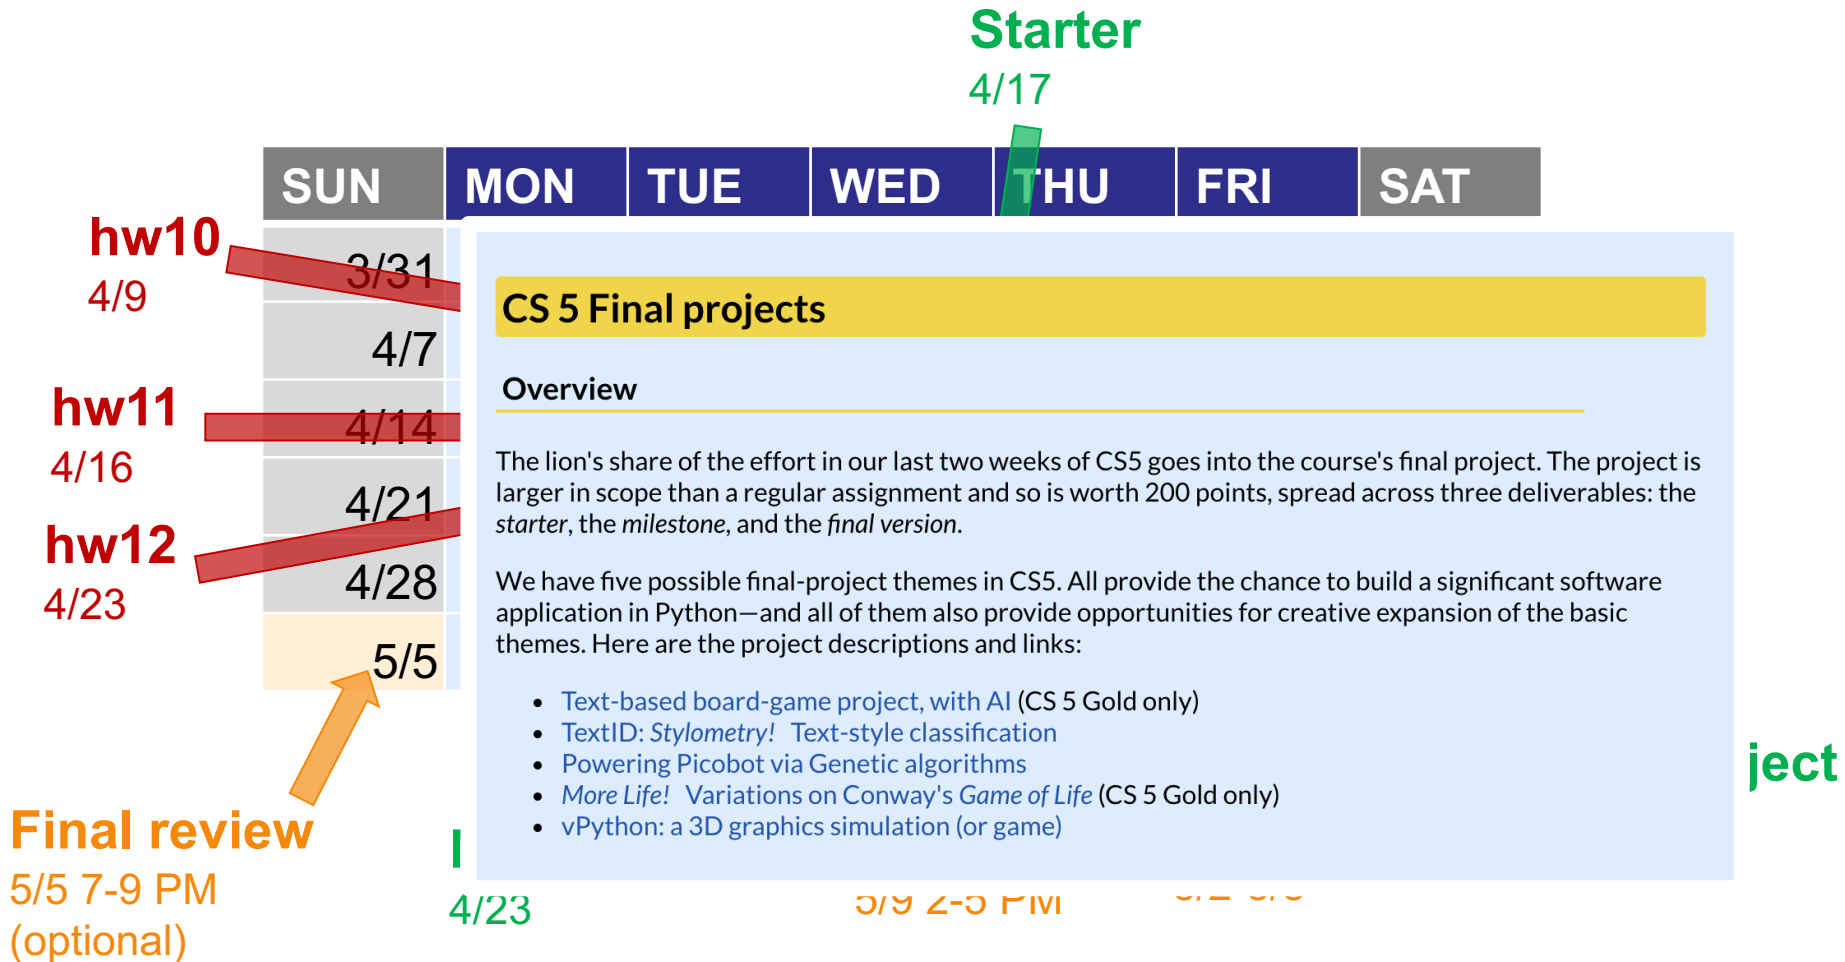 Starter
4/17
SUN MON TUE WED THU FRI SAT
hw10
4/9
3/31
4/7
hw11
4/16
4/14
4/21
hw12
4/23
4/28
5/5
CS 5 Final projects
Overview
The lion's share of the effort in our last two weeks of CS5 goes into the course's final project. The project is
larger in scope than a regular assignment and so is worth 200 points, spread across three deliverables: the
starter, the milestone, and the final version.
We have five possible final-project themes in CS5. All provide the chance to build a significant software
application in Python—and all of them also provide opportunities for creative expansion of the basic
themes. Here are the project descriptions and links:
• Text-based board-game project, with AI (CS 5 Gold only)
• TextID: Stylometry! Text-style classification
• Powering Picobot via Genetic algorithms
• More Life! Variations on Conway's Game of Life (CS 5 Gold only)
• vPython: a 3D graphics simulation (or game)
ject
Final review
5/5 7-9 PM
(optional)
4/23
5/9 2-5 PM